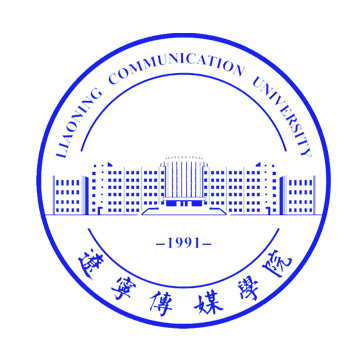 LIAONING COMMUNICATION UNIVERSITY
–1991–
遼寧傳媒學院